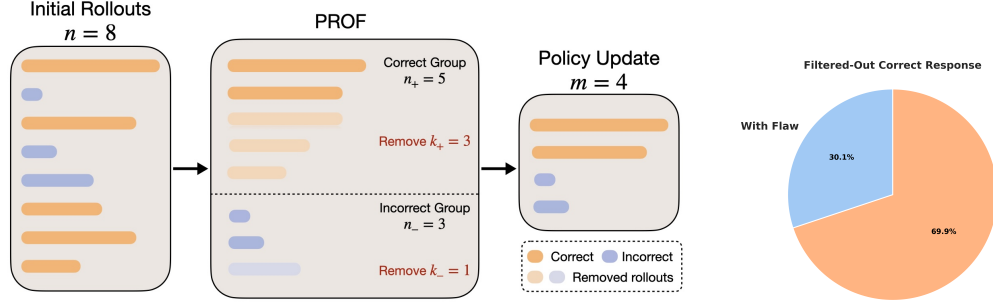 Initial Rollouts
n = 8
PROF
Correct Group
n₊ = 5
Remove k₊ = 3
Incorrect Group
n₋ = 3
Remove k₋ = 1
Policy Update
m = 4
Correct
Incorrect
Removed rollouts
Filtered-Out Correct Response
With Flaw
30.1%
69.9%